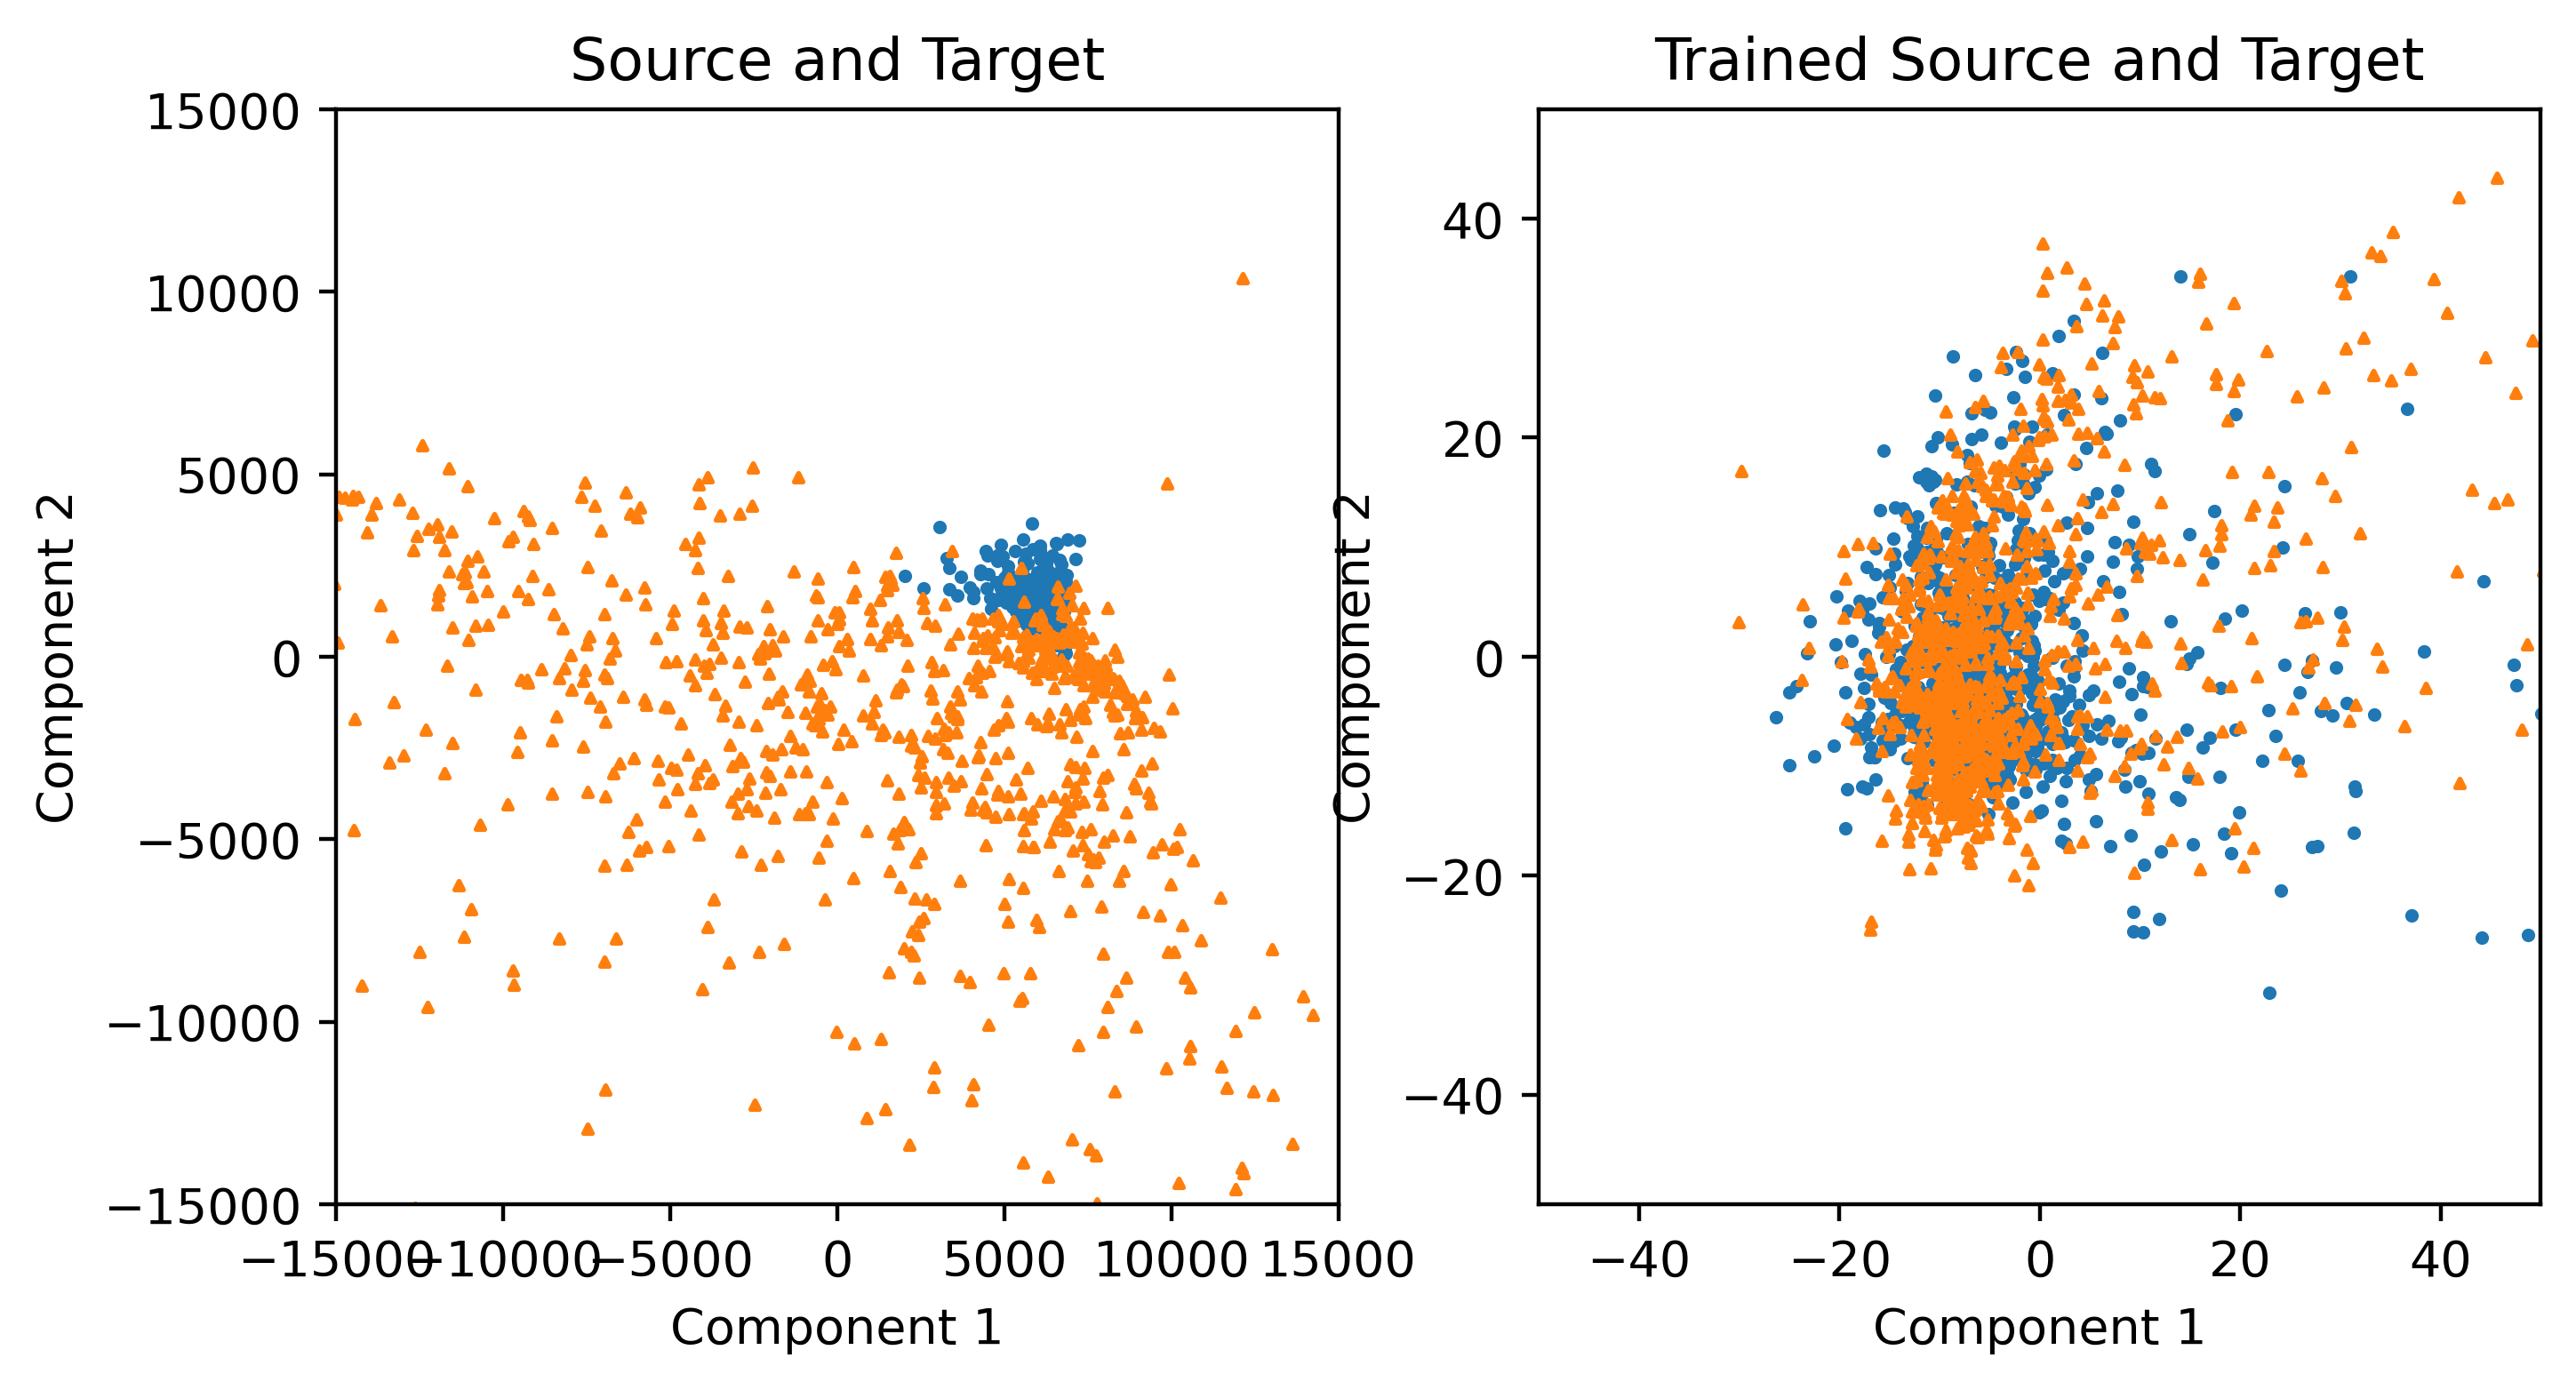 Source and Target
15000
10000
5000
0
−5000
−10000
−15000
Component 2
−15000 −10000 −5000 0 5000 10000 15000
Component 1
Trained Source and Target
40
20
0
−20
−40
Component 2
−40 −20 0 20 40
Component 1